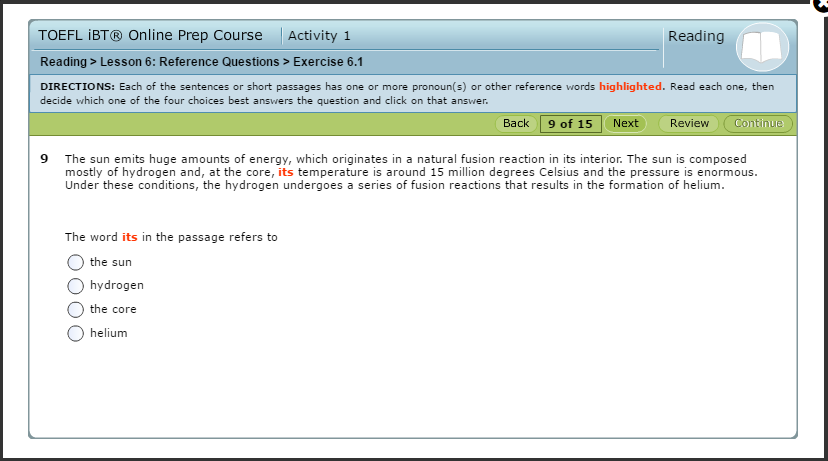 TOEFL iBT® Online Prep Course Activity 1 Reading
Reading > Lesson 6: Reference Questions > Exercise 6.1
DIRECTIONS: Each of the sentences or short passages has one or more pronoun(s) or other reference words highlighted. Read each one, then
decide which one of the four choices best answers the question and click on that answer.
Back 9 of 15 Next Review Continue
9 The sun emits huge amounts of energy, which originates in a natural fusion reaction in its interior. The sun is composed
mostly of hydrogen and, at the core, its temperature is around 15 million degrees Celsius and the pressure is enormous.
Under these conditions, the hydrogen undergoes a series of fusion reactions that results in the formation of helium.
The word its in the passage refers to
the sun
hydrogen
the core
helium